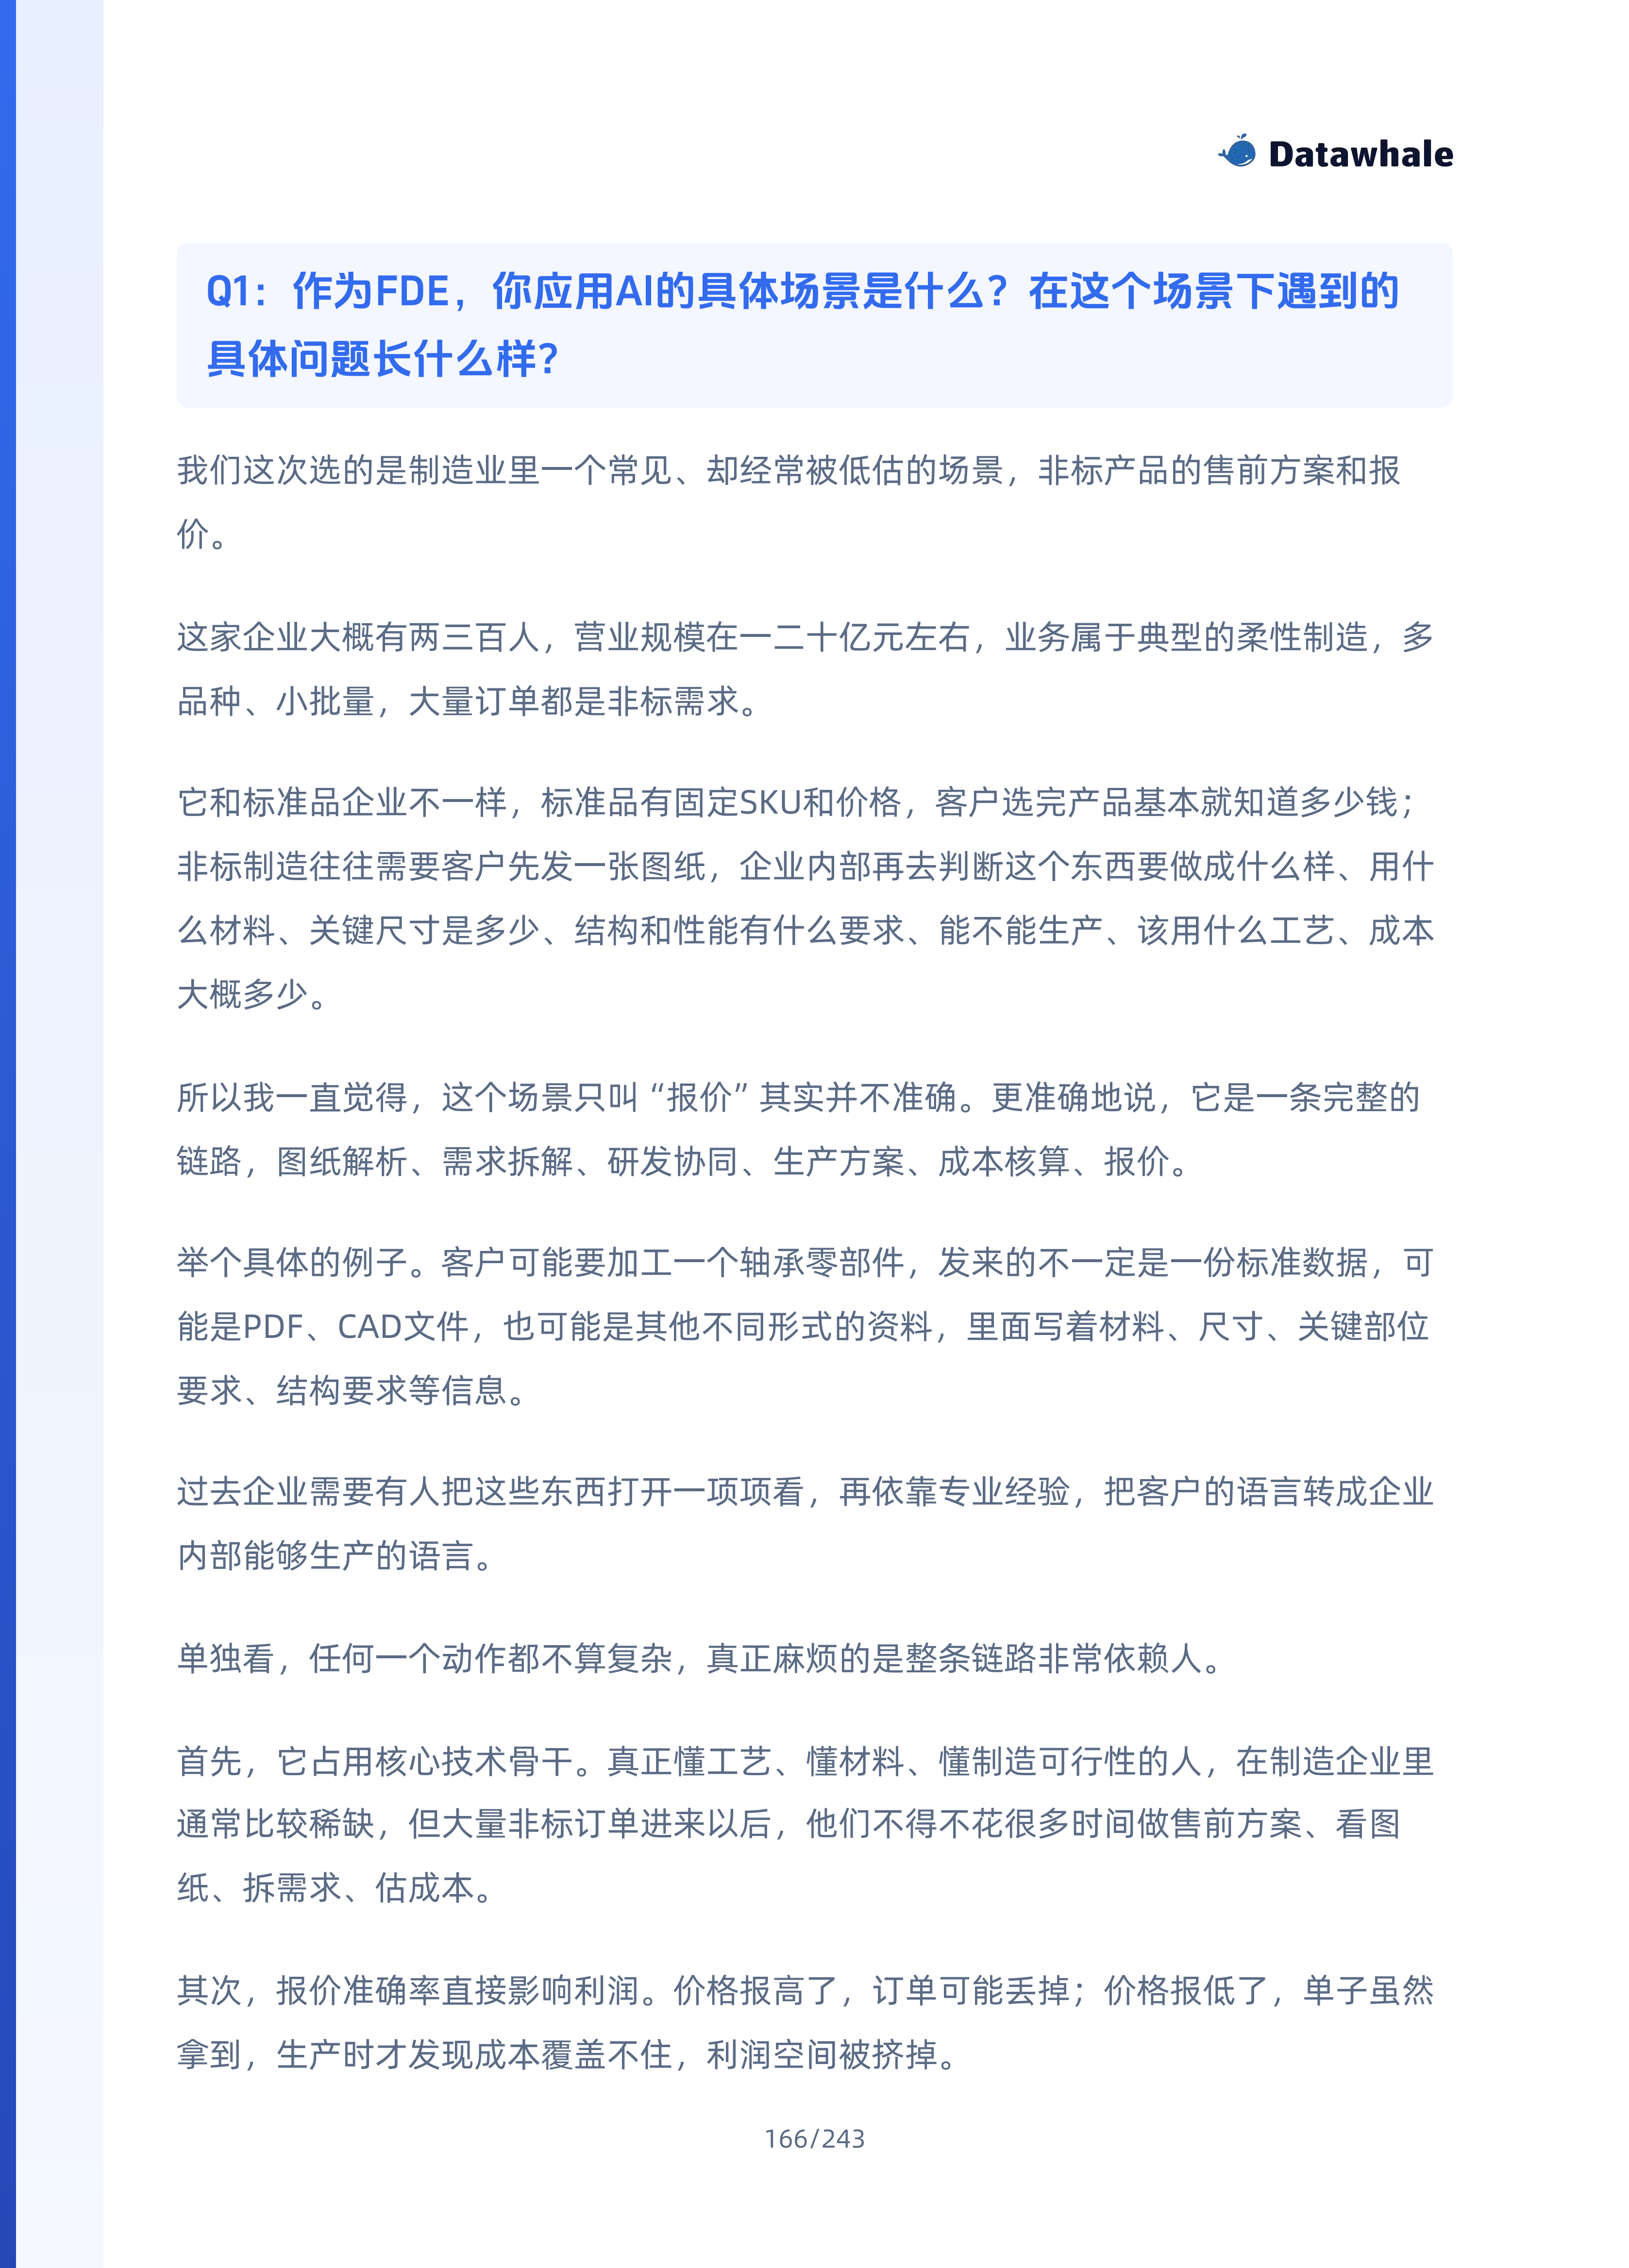 Datawhale
Q1：作为FDE，你应用AI的具体场景是什么？在这个场景下遇到的
具体问题长什么样？
我们这次选的是制造业里一个常见、却经常被低估的场景，非标产品的售前方案和报
价。
这家企业大概有两三百人，营业规模在一二十亿元左右，业务属于典型的柔性制造，多
品种、小批量，大量订单都是非标需求。
它和标准品企业不一样，标准品有固定SKU和价格，客户选完产品基本就知道多少钱；
非标制造往往需要客户先发一张图纸，企业内部再去判断这个东西要做成什么样、用什
么材料、关键尺寸是多少、结构和性能有什么要求、能不能生产、该用什么工艺、成本
大概多少。
所以我一直觉得，这个场景只叫“报价”其实并不准确。更准确地说，它是一条完整的
链路，图纸解析、需求拆解、研发协同、生产方案、成本核算、报价。
举个具体的例子。客户可能要加工一个轴承零部件，发来的不一定是一份标准数据，可
能是PDF、CAD文件，也可能是其他不同形式的资料，里面写着材料、尺寸、关键部位
要求、结构要求等信息。
过去企业需要有人把这些东西打开一项项看，再依靠专业经验，把客户的语言转成企业
内部能够生产的语言。
单独看，任何一个动作都不算复杂，真正麻烦的是整条链路非常依赖人。
首先，它占用核心技术骨干。真正懂工艺、懂材料、懂制造可行性的人，在制造企业里
通常比较稀缺，但大量非标订单进来以后，他们不得不花很多时间做售前方案、看图
纸、拆需求、估成本。
其次，报价准确率直接影响利润。价格报高了，订单可能丢掉；价格报低了，单子虽然
拿到，生产时才发现成本覆盖不住，利润空间被挤掉。
166/243